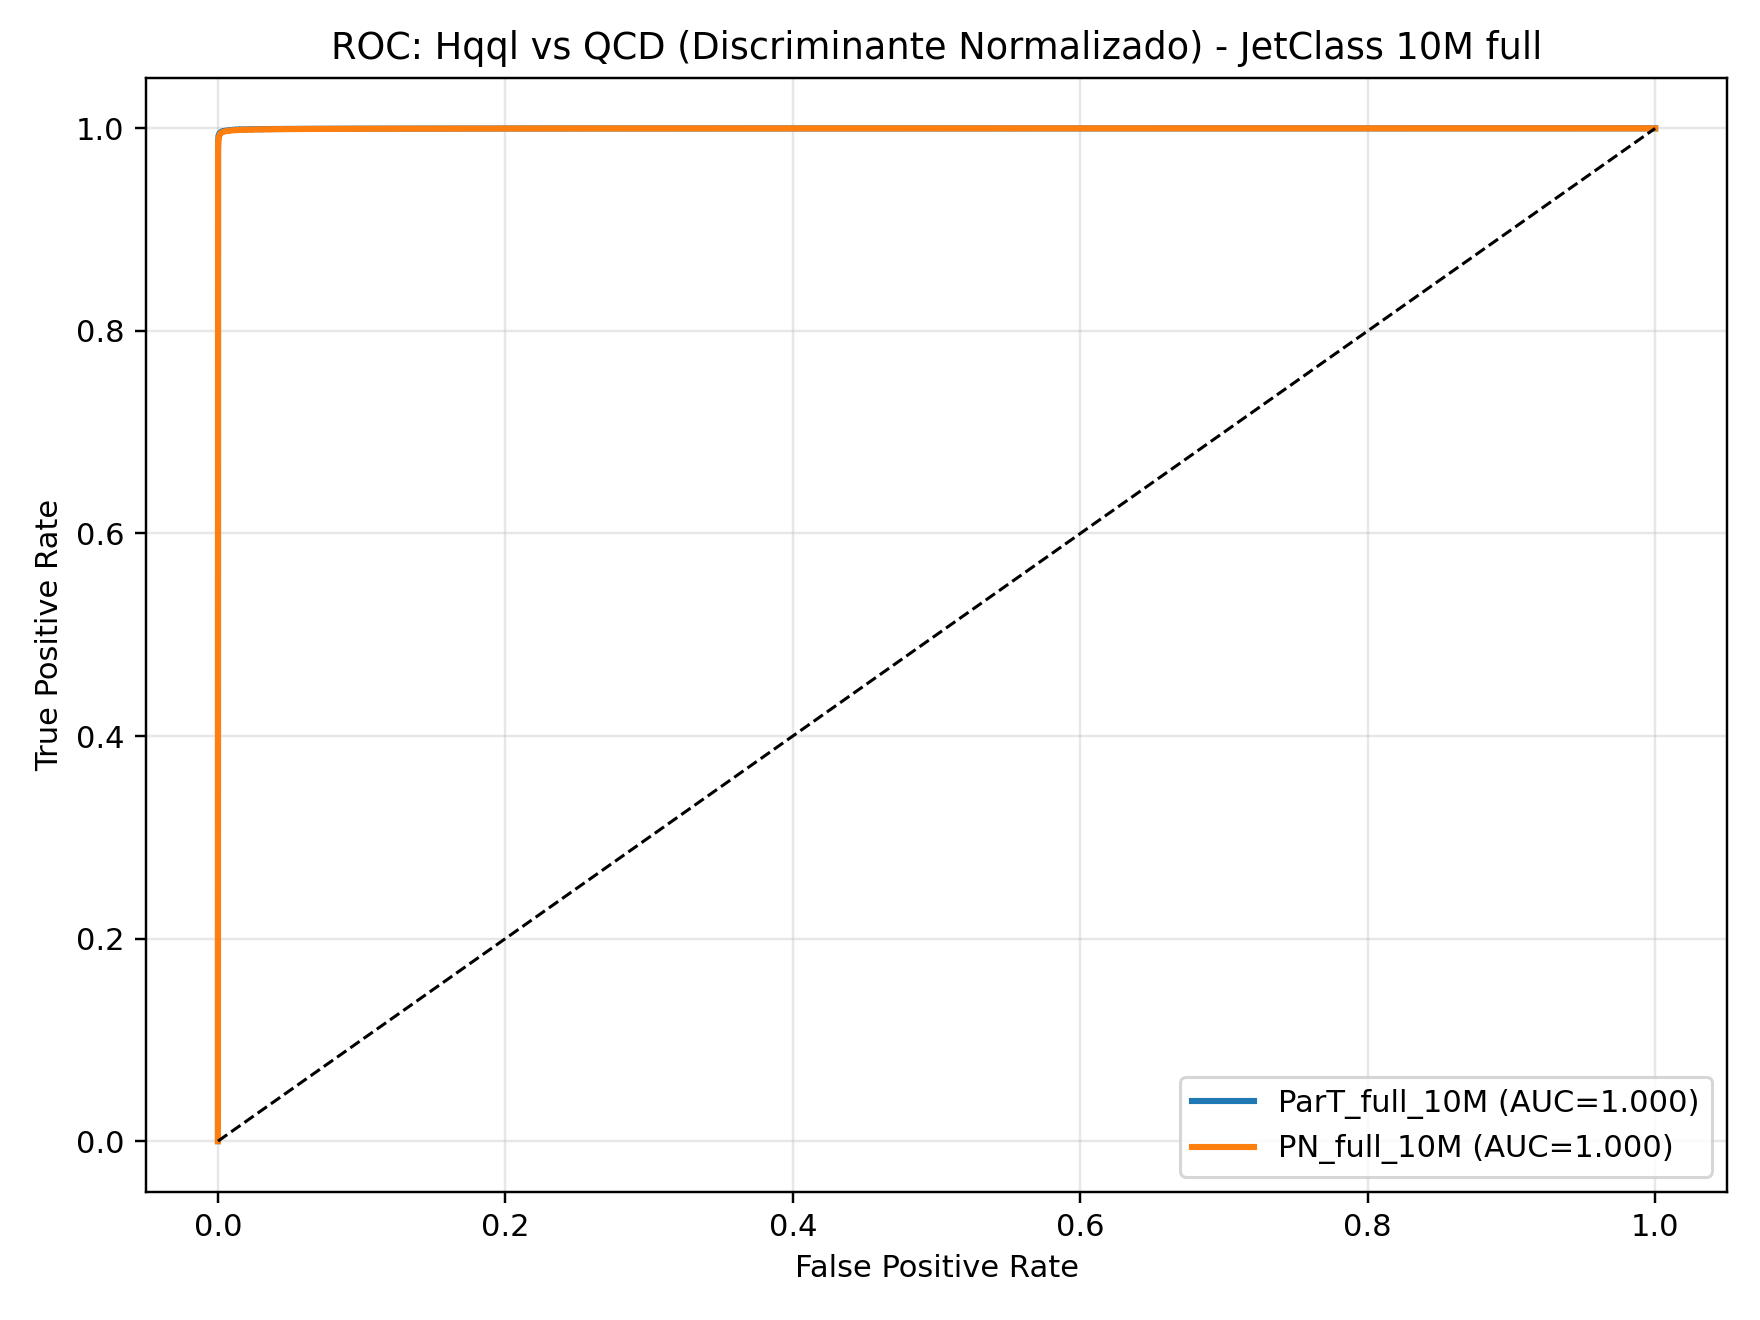 ROC: Hqql vs QCD (Discriminante Normalizado) - JetClass 10M full
True Positive Rate
1.0
0.8
0.6
0.4
0.2
0.0
ParT_full_10M (AUC=1.000)
PN_full_10M (AUC=1.000)
0.0 0.2 0.4 0.6 0.8 1.0
False Positive Rate